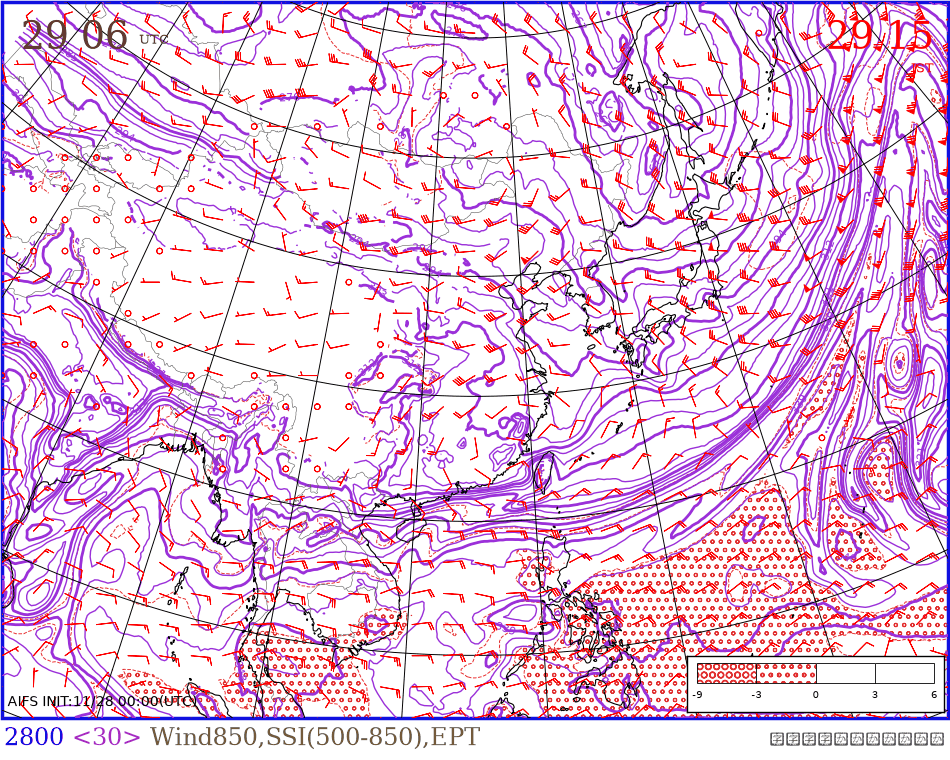 29 06 UTC
29 15
JST
AIFS INIT:11/28 00:00(UTC)
-9 -3 0 3 6
2800 <30> Wind850,SSI(500-850),EPT